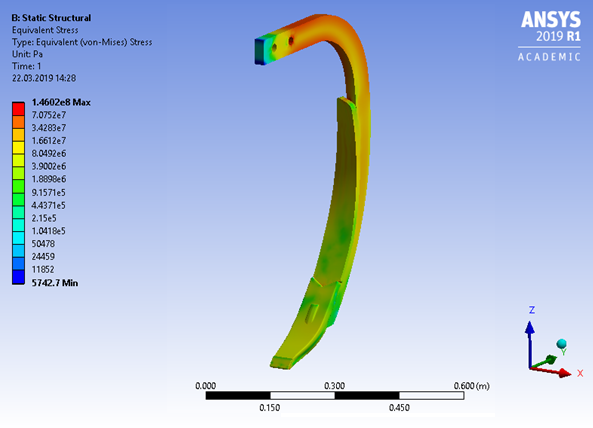 B: Static Structural
Equivalent Stress
Type: Equivalent (von-Mises) Stress
Unit: Pa
Time: 1
22.03.2019 14:28
1.4602e8 Max
7.0752e7
3.4283e7
1.6612e7
8.0492e6
3.9002e6
1.8898e6
9.1571e5
4.4371e5
2.15e5
1.0418e5
50478
24459
11852
5742.7 Min
ANSYS
2019 R1
ACADEMIC
0.000
0.300
0.600 (m)
0.150
0.450
Z
Y
X